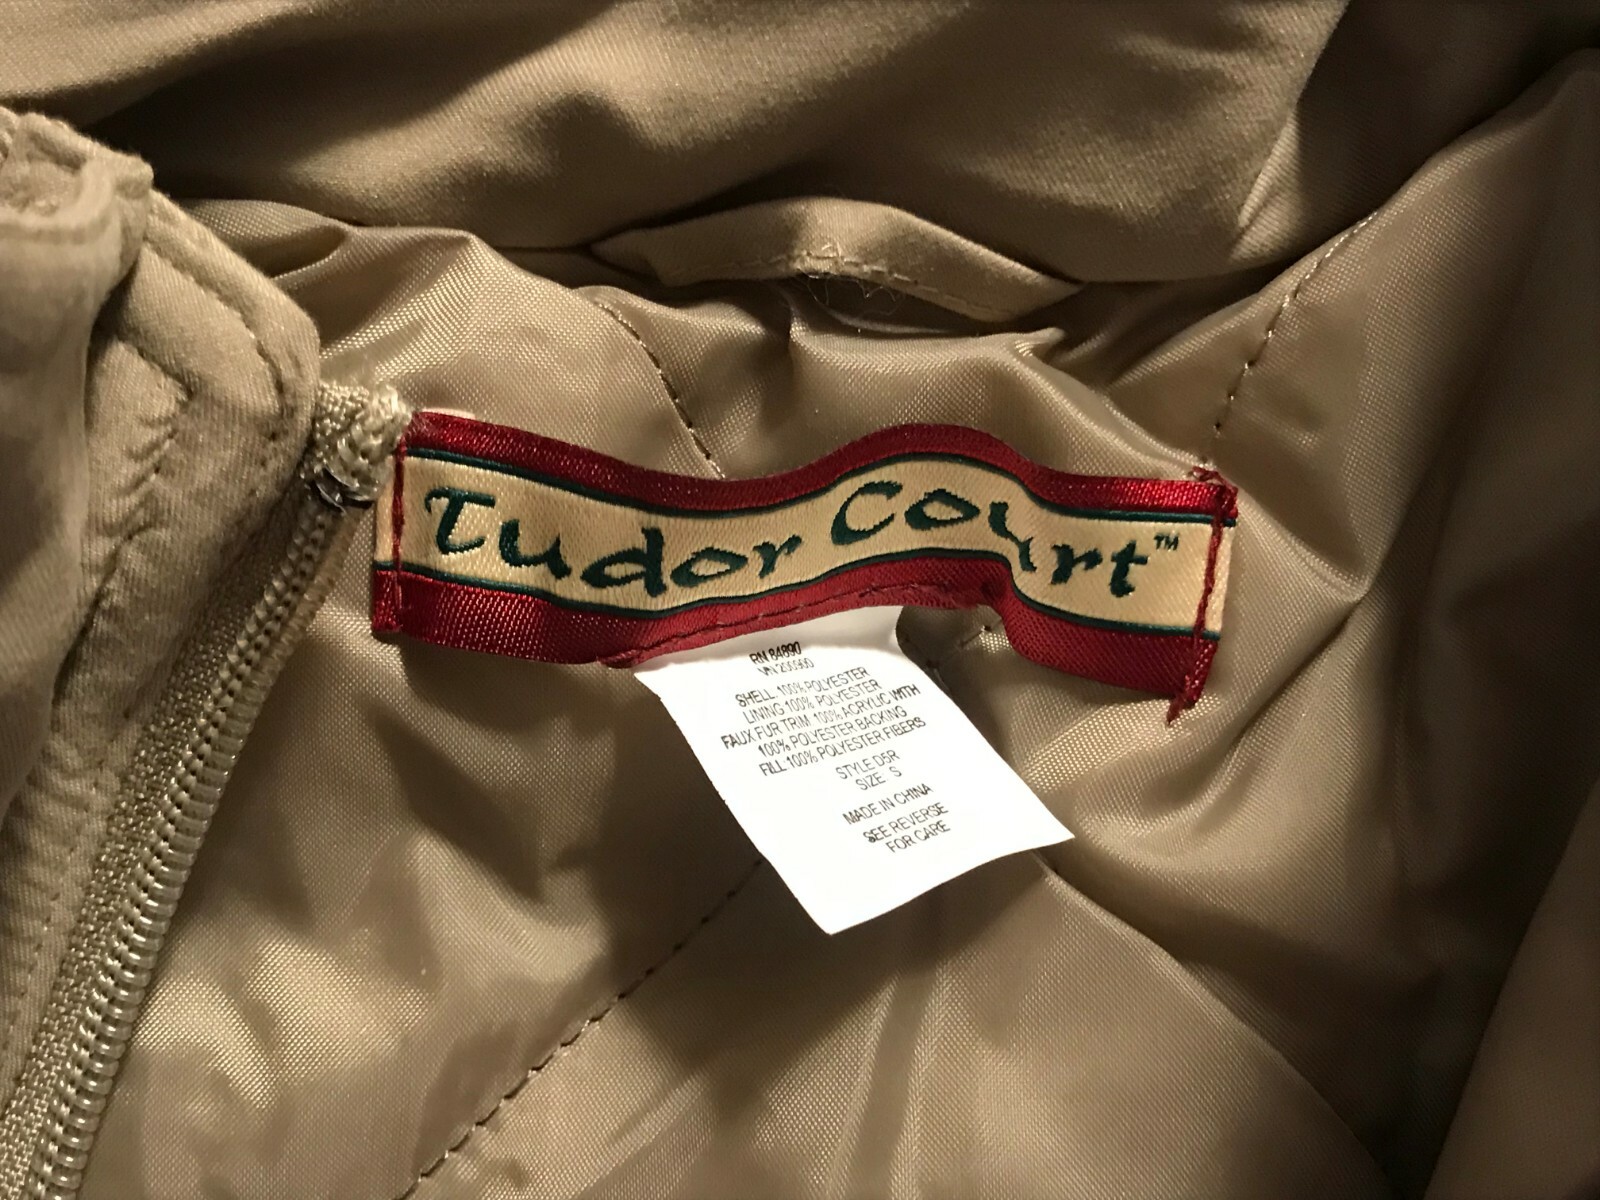 Tudor Court™
RN 84890
SHELL 100% POLYESTER
LINING 100% POLYESTER
FAUX FUR TRIM 100% ACRYLIC WITH
100% POLYESTER BACKING
FILL 100% POLYESTER FIBERS
STYLE D5R
SIZE S
MADE IN CHINA
SEE REVERSE
FOR CARE